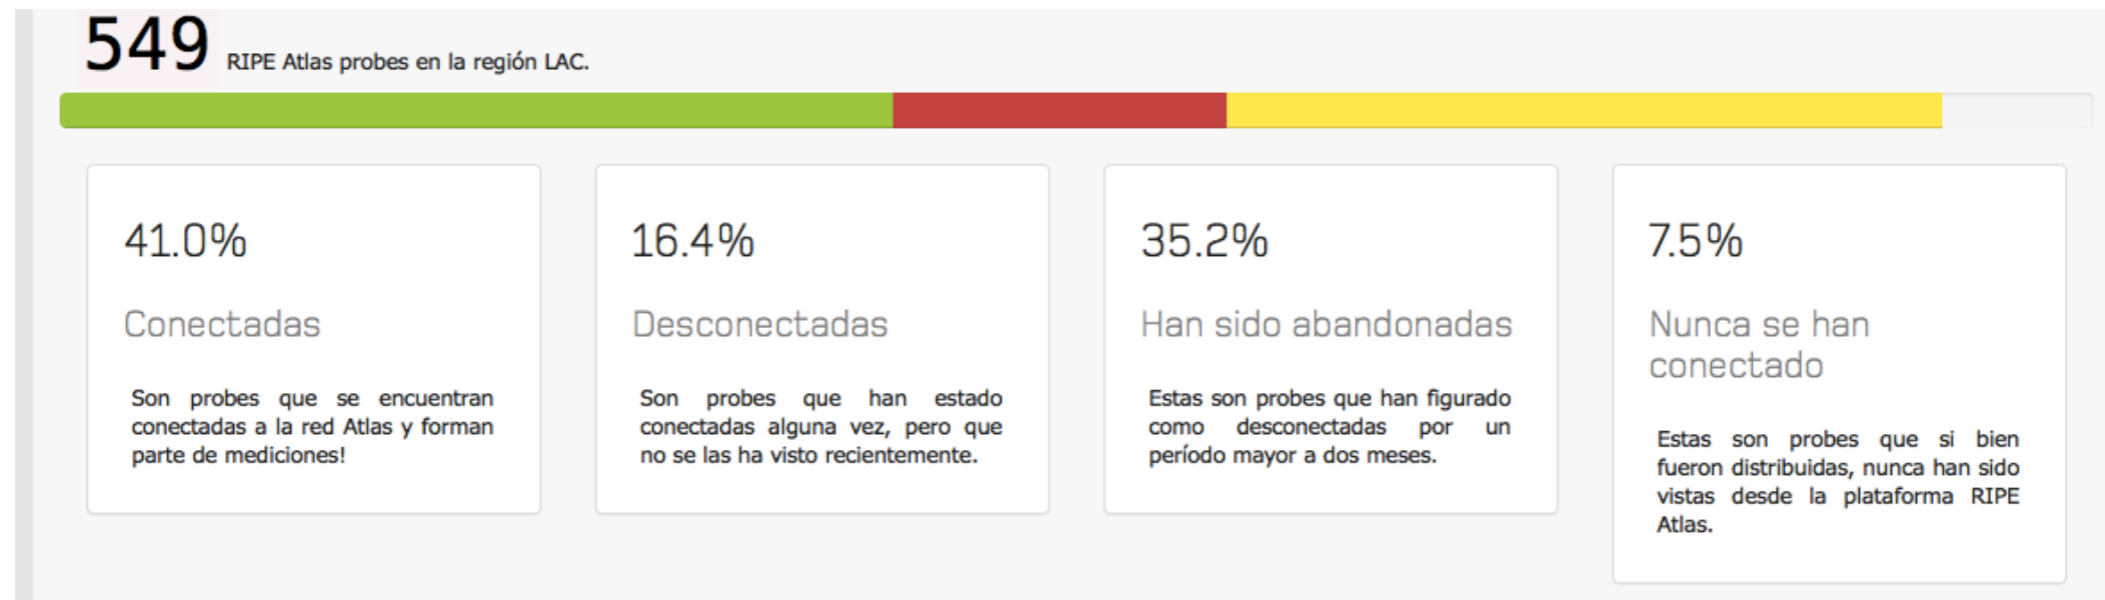 549 RIPE Atlas probes en la región LAC.
41.0%
Conectadas
Son probes que se encuentran
conectadas a la red Atlas y forman
parte de mediciones!
16.4%
Desconectadas
Son probes que han estado
conectadas alguna vez, pero que
no se las ha visto recientemente.
35.2%
Han sido abandonadas
Estas son probes que han figurado
como desconectadas por un
período mayor a dos meses.
7.5%
Nunca se han
conectado
Estas son probes que si bien
fueron distribuidas, nunca han sido
vistas desde la plataforma RIPE
Atlas.